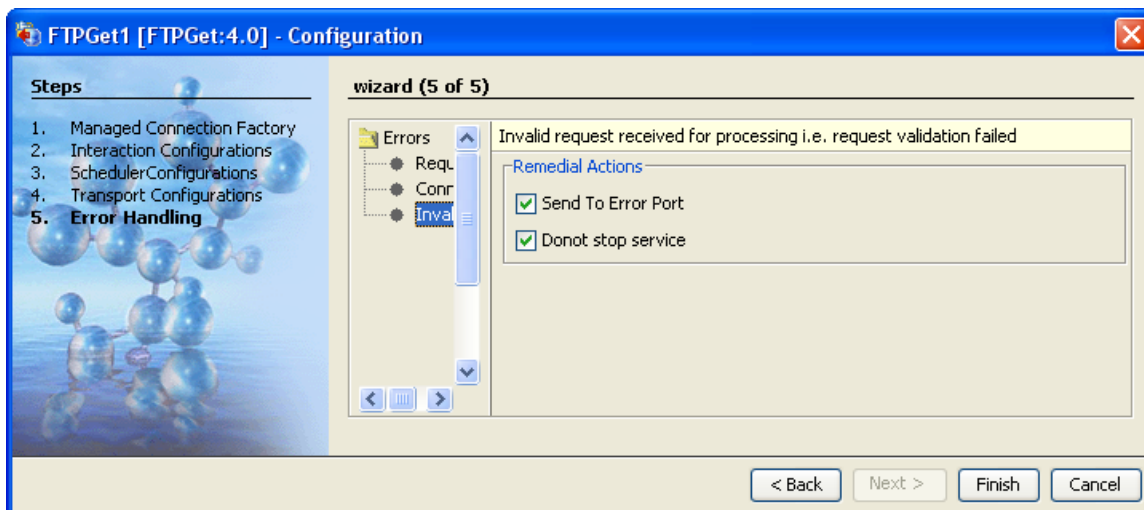 FTPGet1 [FTPGet:4.0] - Configuration
Steps
1. Managed Connection Factory
2. Interaction Configurations
3. SchedulerConfigurations
4. Transport Configurations
5. Error Handling
wizard (5 of 5)
Errors
Requ
Conr
Inval
Invalid request received for processing i.e. request validation failed
Remedial Actions
Send To Error Port
Donot stop service
< Back
Next >
Finish
Cancel